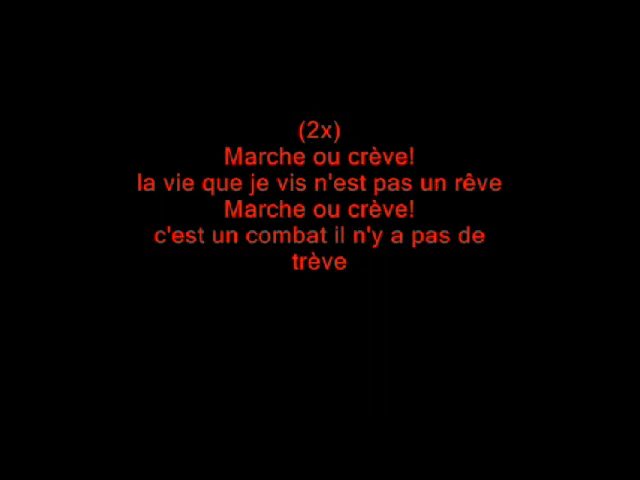 (2x)
Marche ou crève!
la vie que je vis n'est pas un rêve
Marche ou crève!
c'est un combat il n'y a pas de
trève